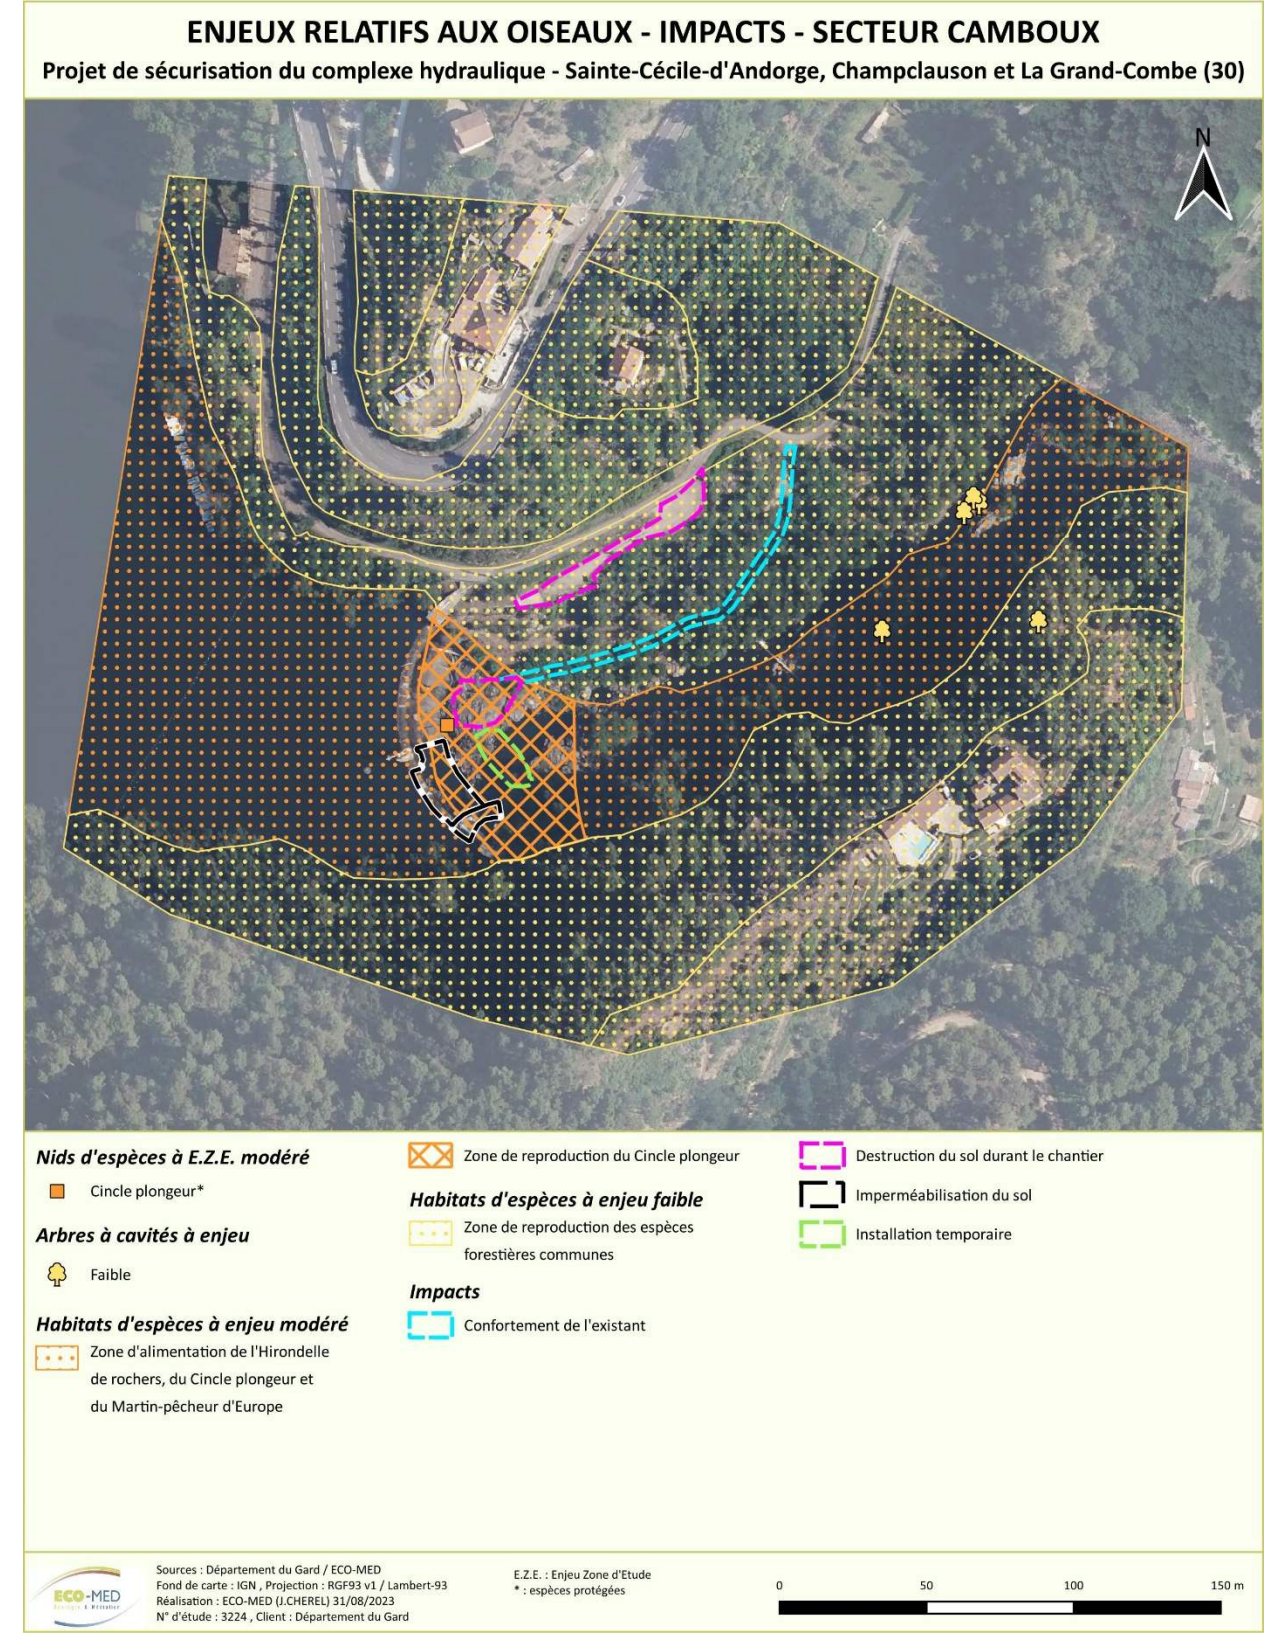 ENJEUX RELATIFS AUX OISEAUX - IMPACTS - SECTEUR CAMBOUX
Projet de sécurisation du complexe hydraulique - Sainte-Cécile-d'Andorge, Champclauson et La Grand-Combe (30)
N
Nids d'espèces à E.Z.E. modéré
Cincle plongeur*
Arbres à cavités à enjeu
Faible
Habitats d'espèces à enjeu modéré
Zone d'alimentation de l'Hirondelle
de rochers, du Cincle plongeur et
du Martin-pêcheur d'Europe
Zone de reproduction du Cincle plongeur
Habitats d'espèces à enjeu faible
Zone de reproduction des espèces
forestières communes
Impacts
Confortement de l'existant
Destruction du sol durant le chantier
Imperméabilisation du sol
Installation temporaire
ECO-MED
Ecologie & Médiation
Sources : Département du Gard / ECO-MED
Fond de carte : IGN , Projection : RGF93 v1 / Lambert-93
Réalisation : ECO-MED (J.CHEREL) 31/08/2023
N° d'étude : 3224 , Client : Département du Gard
E.Z.E. : Enjeu Zone d'Etude
* : espèces protégées
0 50 100 150 m